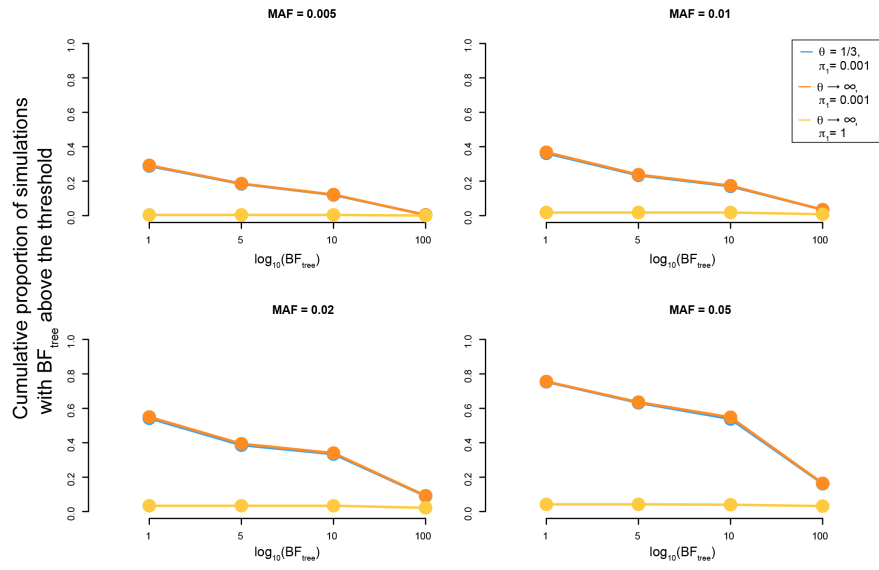 Cumulative proportion of simulations
with BF_tree above the threshold
MAF = 0.005
1.0
0.8
0.6
0.4
0.2
0.0
1
5
10
100
log10(BFtree)
MAF = 0.01
1.0
0.8
0.6
0.4
0.2
0.0
1
5
10
100
log10(BFtree)
θ = 1/3,
π1= 0.001
θ → ∞,
π1= 0.001
θ → ∞,
π1= 1
MAF = 0.02
1.0
0.8
0.6
0.4
0.2
0.0
1
5
10
100
log10(BFtree)
MAF = 0.05
1.0
0.8
0.6
0.4
0.2
0.0
1
5
10
100
log10(BFtree)